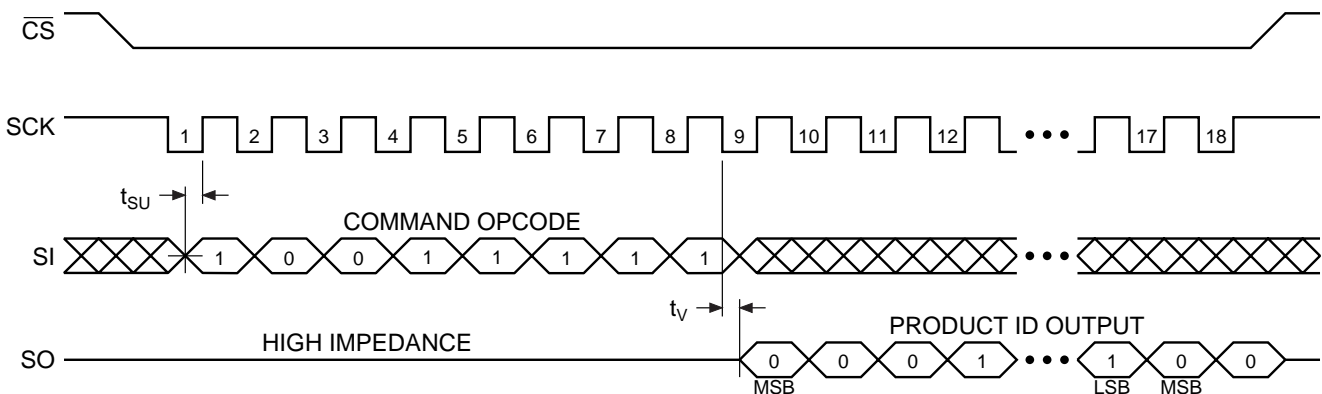 CS
SCK 1 2 3 4 5 6 7 8 9 10 11 12 17 18
tSU
COMMAND OPCODE
SI 1 0 0 1 1 1 1 1
tV
HIGH IMPEDANCE
PRODUCT ID OUTPUT
SO 0 0 0 1 1 0 0
MSB LSB MSB